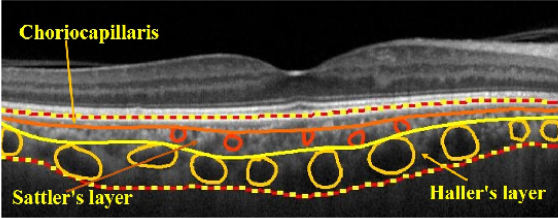 Choriocapillaris
Sattler's layer
Haller's layer